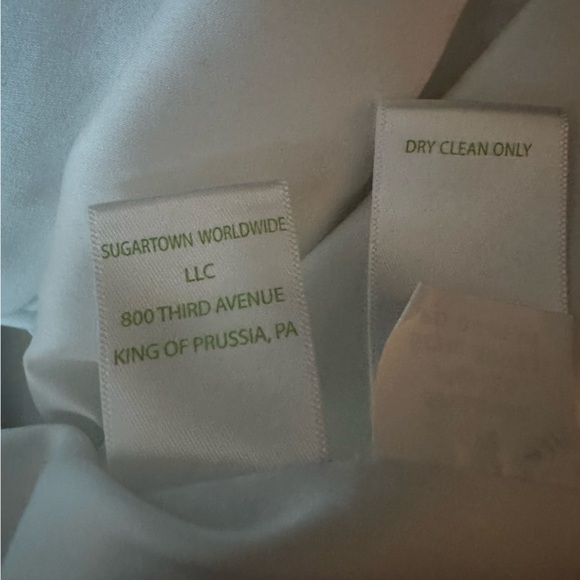 SUGARTOWN WORLDWIDE
LLC
800 THIRD AVENUE
KING OF PRUSSIA, PA
DRY CLEAN ONLY